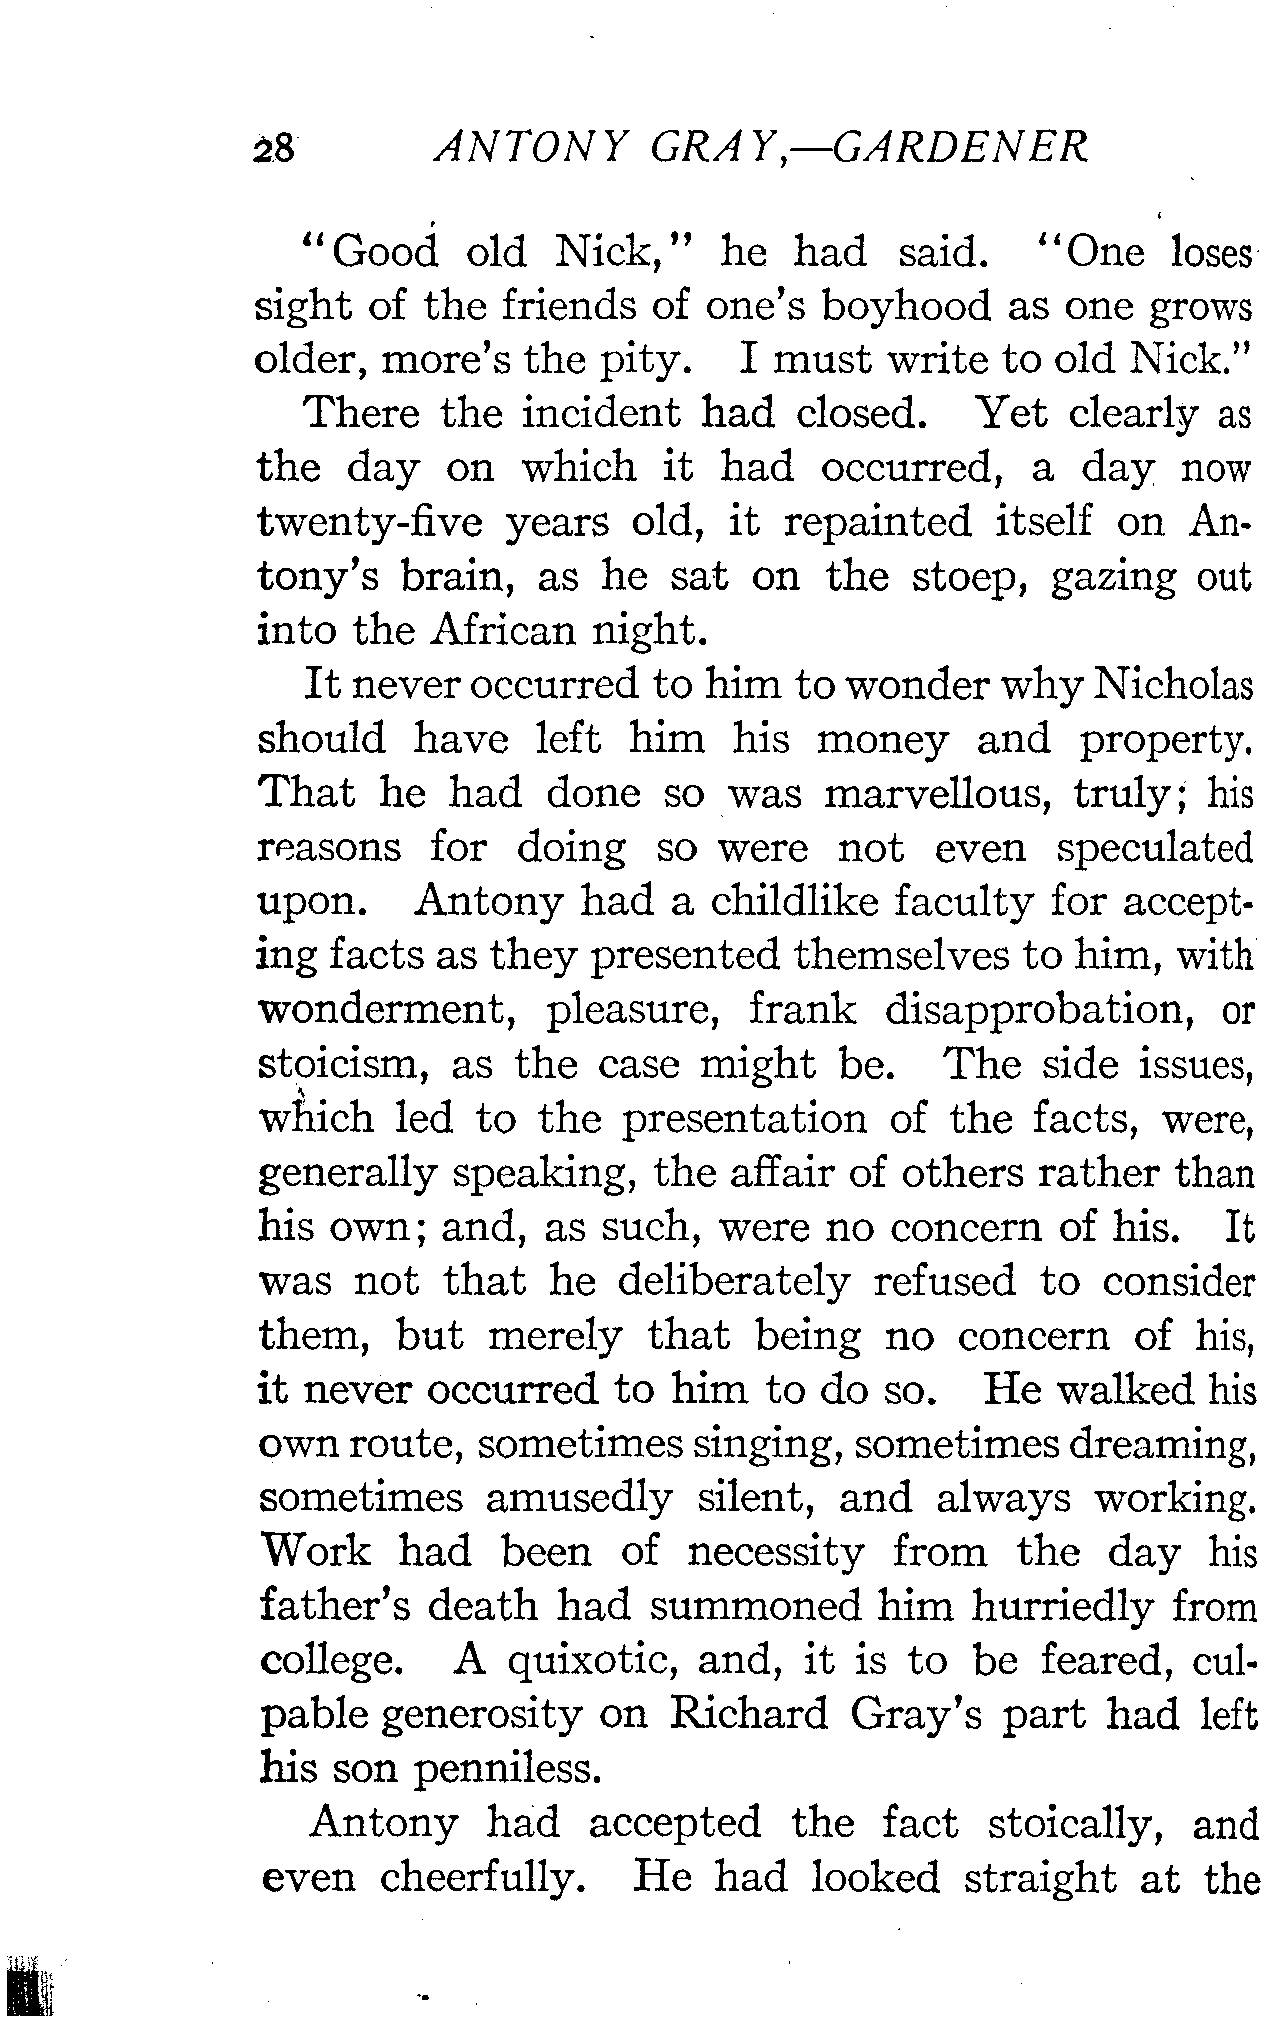 28 ANTONY GRAY,—GARDENER
"Good old Nick," he had said. "One loses
sight of the friends of one's boyhood as one grows
older, more's the pity. I must write to old Nick."
There the incident had closed. Yet clearly as
the day on which it had occurred, a day now
twenty-five years old, it repainted itself on An-
tony's brain, as he sat on the stoep, gazing out
into the African night.
It never occurred to him to wonder why Nicholas
should have left him his money and property.
That he had done so was marvellous, truly; his
reasons for doing so were not even speculated
upon. Antony had a childlike faculty for accept-
ing facts as they presented themselves to him, with
wonderment, pleasure, frank disapprobation, or
stoicism, as the case might be. The side issues,
which led to the presentation of the facts, were,
generally speaking, the affair of others rather than
his own; and, as such, were no concern of his. It
was not that he deliberately refused to consider
them, but merely that being no concern of his,
it never occurred to him to do so. He walked his
own route, sometimes singing, sometimes dreaming,
sometimes amusedly silent, and always working.
Work had been of necessity from the day his
father's death had summoned him hurriedly from
college. A quixotic, and, it is to be feared, cul-
pable generosity on Richard Gray's part had left
his son penniless.
Antony had accepted the fact stoically, and
even cheerfully. He had looked straight at the